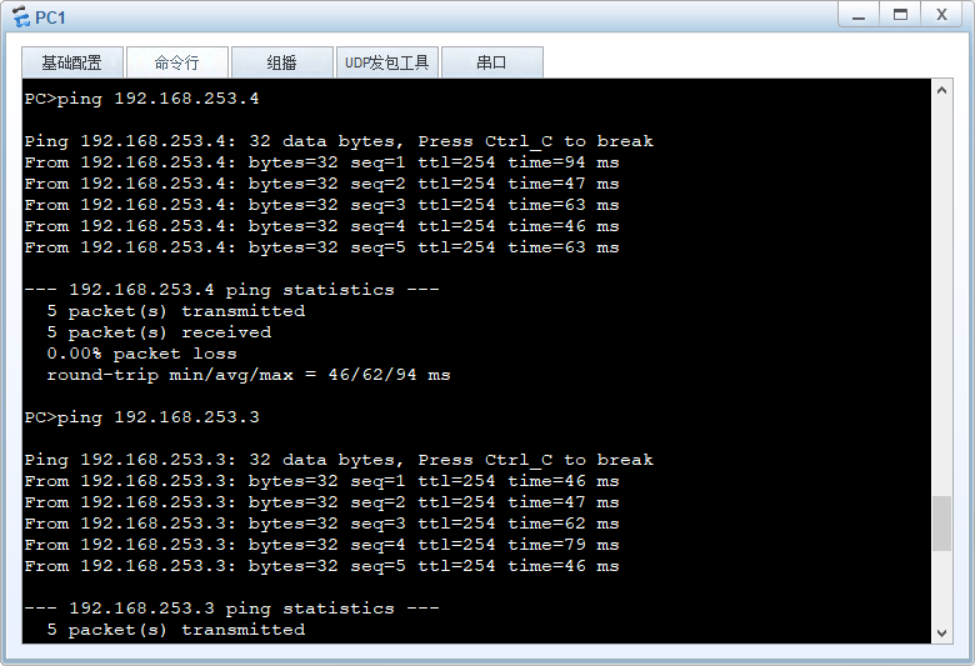 PC1
基础配置 命令行 组播 UDP发包工具 串口
PC>ping 192.168.253.4
Ping 192.168.253.4: 32 data bytes, Press Ctrl_C to break
From 192.168.253.4: bytes=32 seq=1 ttl=254 time=94 ms
From 192.168.253.4: bytes=32 seq=2 ttl=254 time=47 ms
From 192.168.253.4: bytes=32 seq=3 ttl=254 time=63 ms
From 192.168.253.4: bytes=32 seq=4 ttl=254 time=46 ms
From 192.168.253.4: bytes=32 seq=5 ttl=254 time=63 ms
--- 192.168.253.4 ping statistics ---
5 packet(s) transmitted
5 packet(s) received
0.00% packet loss
round-trip min/avg/max = 46/62/94 ms
PC>ping 192.168.253.3
Ping 192.168.253.3: 32 data bytes, Press Ctrl_C to break
From 192.168.253.3: bytes=32 seq=1 ttl=254 time=46 ms
From 192.168.253.3: bytes=32 seq=2 ttl=254 time=47 ms
From 192.168.253.3: bytes=32 seq=3 ttl=254 time=62 ms
From 192.168.253.3: bytes=32 seq=4 ttl=254 time=79 ms
From 192.168.253.3: bytes=32 seq=5 ttl=254 time=46 ms
--- 192.168.253.3 ping statistics ---
5 packet(s) transmitted